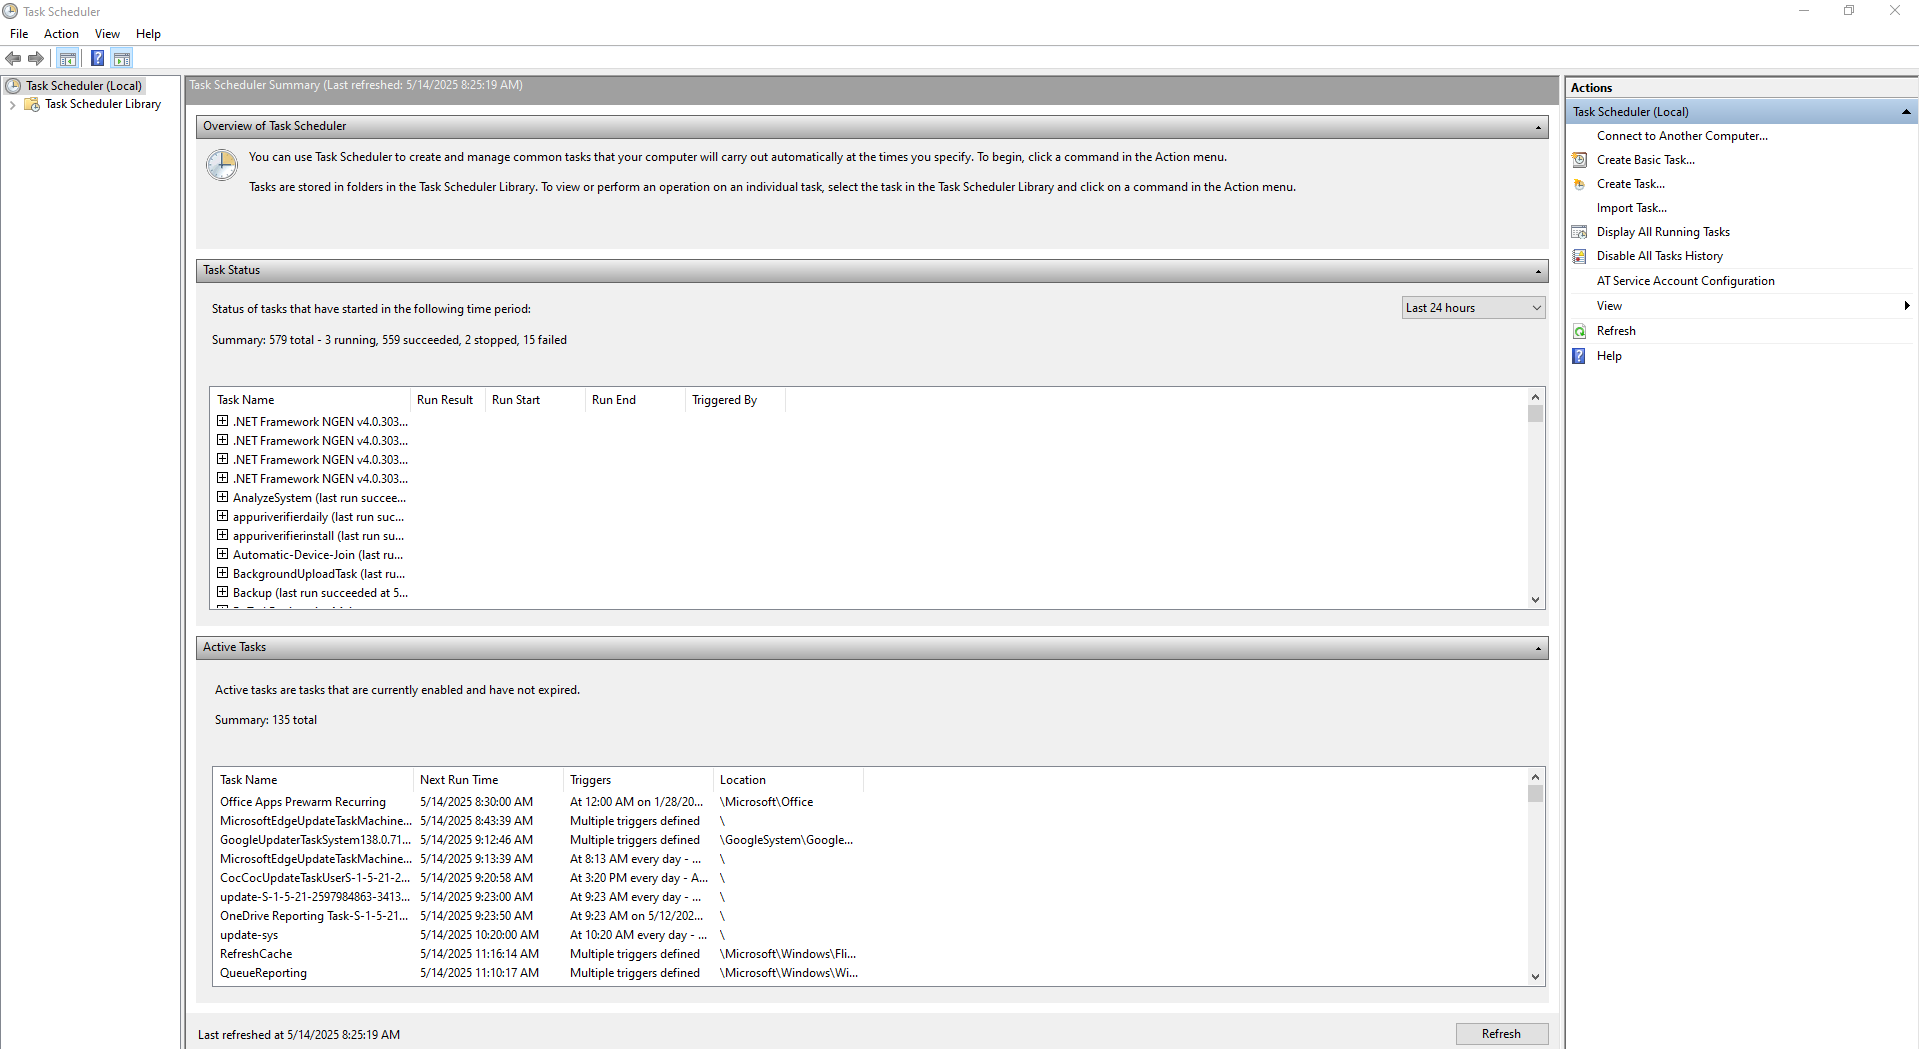 Task Scheduler
File Action View Help
Task Scheduler (Local)
Task Scheduler Library
Task Scheduler Summary (Last refreshed: 5/14/2025 8:25:19 AM)
Overview of Task Scheduler
You can use Task Scheduler to create and manage common tasks that your computer will carry out automatically at the times you specify. To begin, click a command in the Action menu.
Tasks are stored in folders in the Task Scheduler Library. To view or perform an operation on an individual task, select the task in the Task Scheduler Library and click on a command in the Action menu.
Task Status
Status of tasks that have started in the following time period:
Last 24 hours
Summary: 579 total - 3 running, 559 succeeded, 2 stopped, 15 failed
Task Name Run Result Run Start Run End Triggered By
.NET Framework NGEN v4.0.303...
.NET Framework NGEN v4.0.303...
.NET Framework NGEN v4.0.303...
.NET Framework NGEN v4.0.303...
AnalyzeSystem (last run succee...
appuriverifierdaily (last run suc...
appuriverifierinstall (last run su...
Automatic-Device-Join (last ru...
BackgroundUploadTask (last ru...
Backup (last run succeeded at 5...
Active Tasks
Active tasks are tasks that are currently enabled and have not expired.
Summary: 135 total
Task Name Next Run Time Triggers Location
Office Apps Prewarm Recurring 5/14/2025 8:30:00 AM At 12:00 AM on 1/28/20... \Microsoft\Office
MicrosoftEdgeUpdateTaskMachine... 5/14/2025 8:43:39 AM Multiple triggers defined \
GoogleUpdaterTaskSystem138.0.71... 5/14/2025 9:12:46 AM Multiple triggers defined \GoogleSystem\Google...
MicrosoftEdgeUpdateTaskMachine... 5/14/2025 9:13:39 AM At 8:13 AM every day - ... \
CocCocUpdateTaskUserS-1-5-21-2... 5/14/2025 9:20:58 AM At 3:20 PM every day - A... \
update-S-1-5-21-2597984863-3413... 5/14/2025 9:23:00 AM At 9:23 AM every day - ... \
OneDrive Reporting Task-S-1-5-21... 5/14/2025 9:23:50 AM At 9:23 AM on 5/12/202... \
update-sys 5/14/2025 10:20:00 AM At 10:20 AM every day - ... \
RefreshCache 5/14/2025 11:16:14 AM Multiple triggers defined \Microsoft\Windows\Fli...
QueueReporting 5/14/2025 11:10:17 AM Multiple triggers defined \Microsoft\Windows\Wi...
Last refreshed at 5/14/2025 8:25:19 AM
Refresh
Actions
Task Scheduler (Local)
Connect to Another Computer...
Create Basic Task...
Create Task...
Import Task...
Display All Running Tasks
Disable All Tasks History
AT Service Account Configuration
View
Refresh
Help